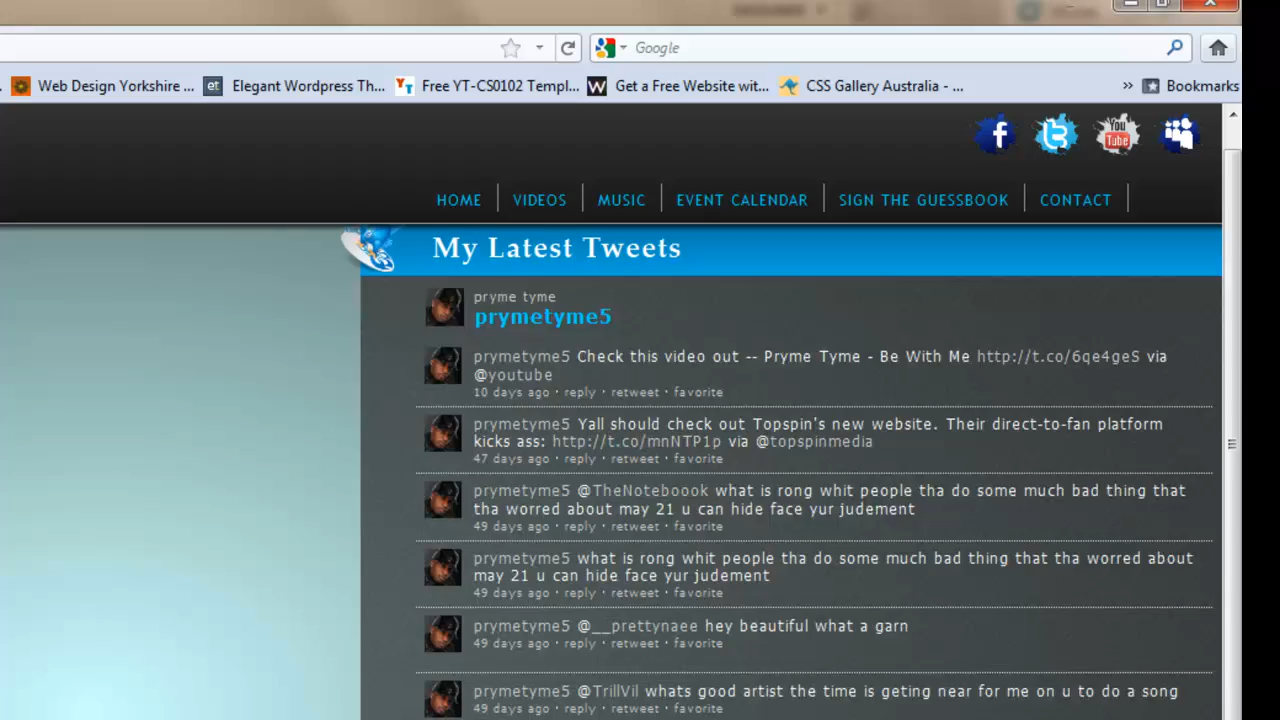 Google
Web Design Yorkshire ... et Elegant Wordpress Th... YT Free YT-CS0102 Templ... W Get a Free Website wit... CSS Gallery Australia - ... » Bookmarks
f t You Tube
HOME VIDEOS MUSIC EVENT CALENDAR SIGN THE GUESSBOOK CONTACT
My Latest Tweets
pryme tyme
prymetyme5
prymetyme5 Check this video out -- Pryme Tyme - Be With Me http://t.co/6qe4geS via
@youtube
10 days ago · reply · retweet · favorite
prymetyme5 Yall should check out Topspin's new website. Their direct-to-fan platform
kicks ass: http://t.co/mnNTP1p via @topspinmedia
47 days ago · reply · retweet · favorite
prymetyme5 @TheNoteboook what is rong whit people tha do some much bad thing that
tha worred about may 21 u can hide face yur judement
49 days ago · reply · retweet · favorite
prymetyme5 what is rong whit people tha do some much bad thing that tha worred about
may 21 u can hide face yur judement
49 days ago · reply · retweet · favorite
prymetyme5 @__prettynaee hey beautiful what a garn
49 days ago · reply · retweet · favorite
prymetyme5 @TrillVil whats good artist the time is geting near for me on u to do a song
49 days ago · reply · retweet · favorite